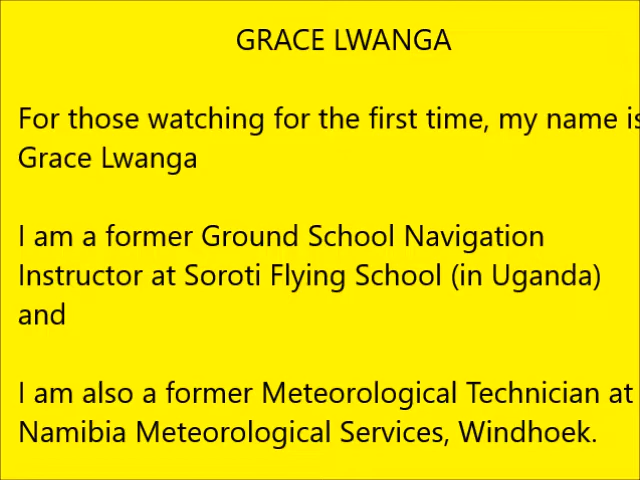 GRACE LWANGA
For those watching for the first time, my name is
Grace Lwanga
I am a former Ground School Navigation
Instructor at Soroti Flying School (in Uganda)
and
I am also a former Meteorological Technician at
Namibia Meteorological Services, Windhoek.